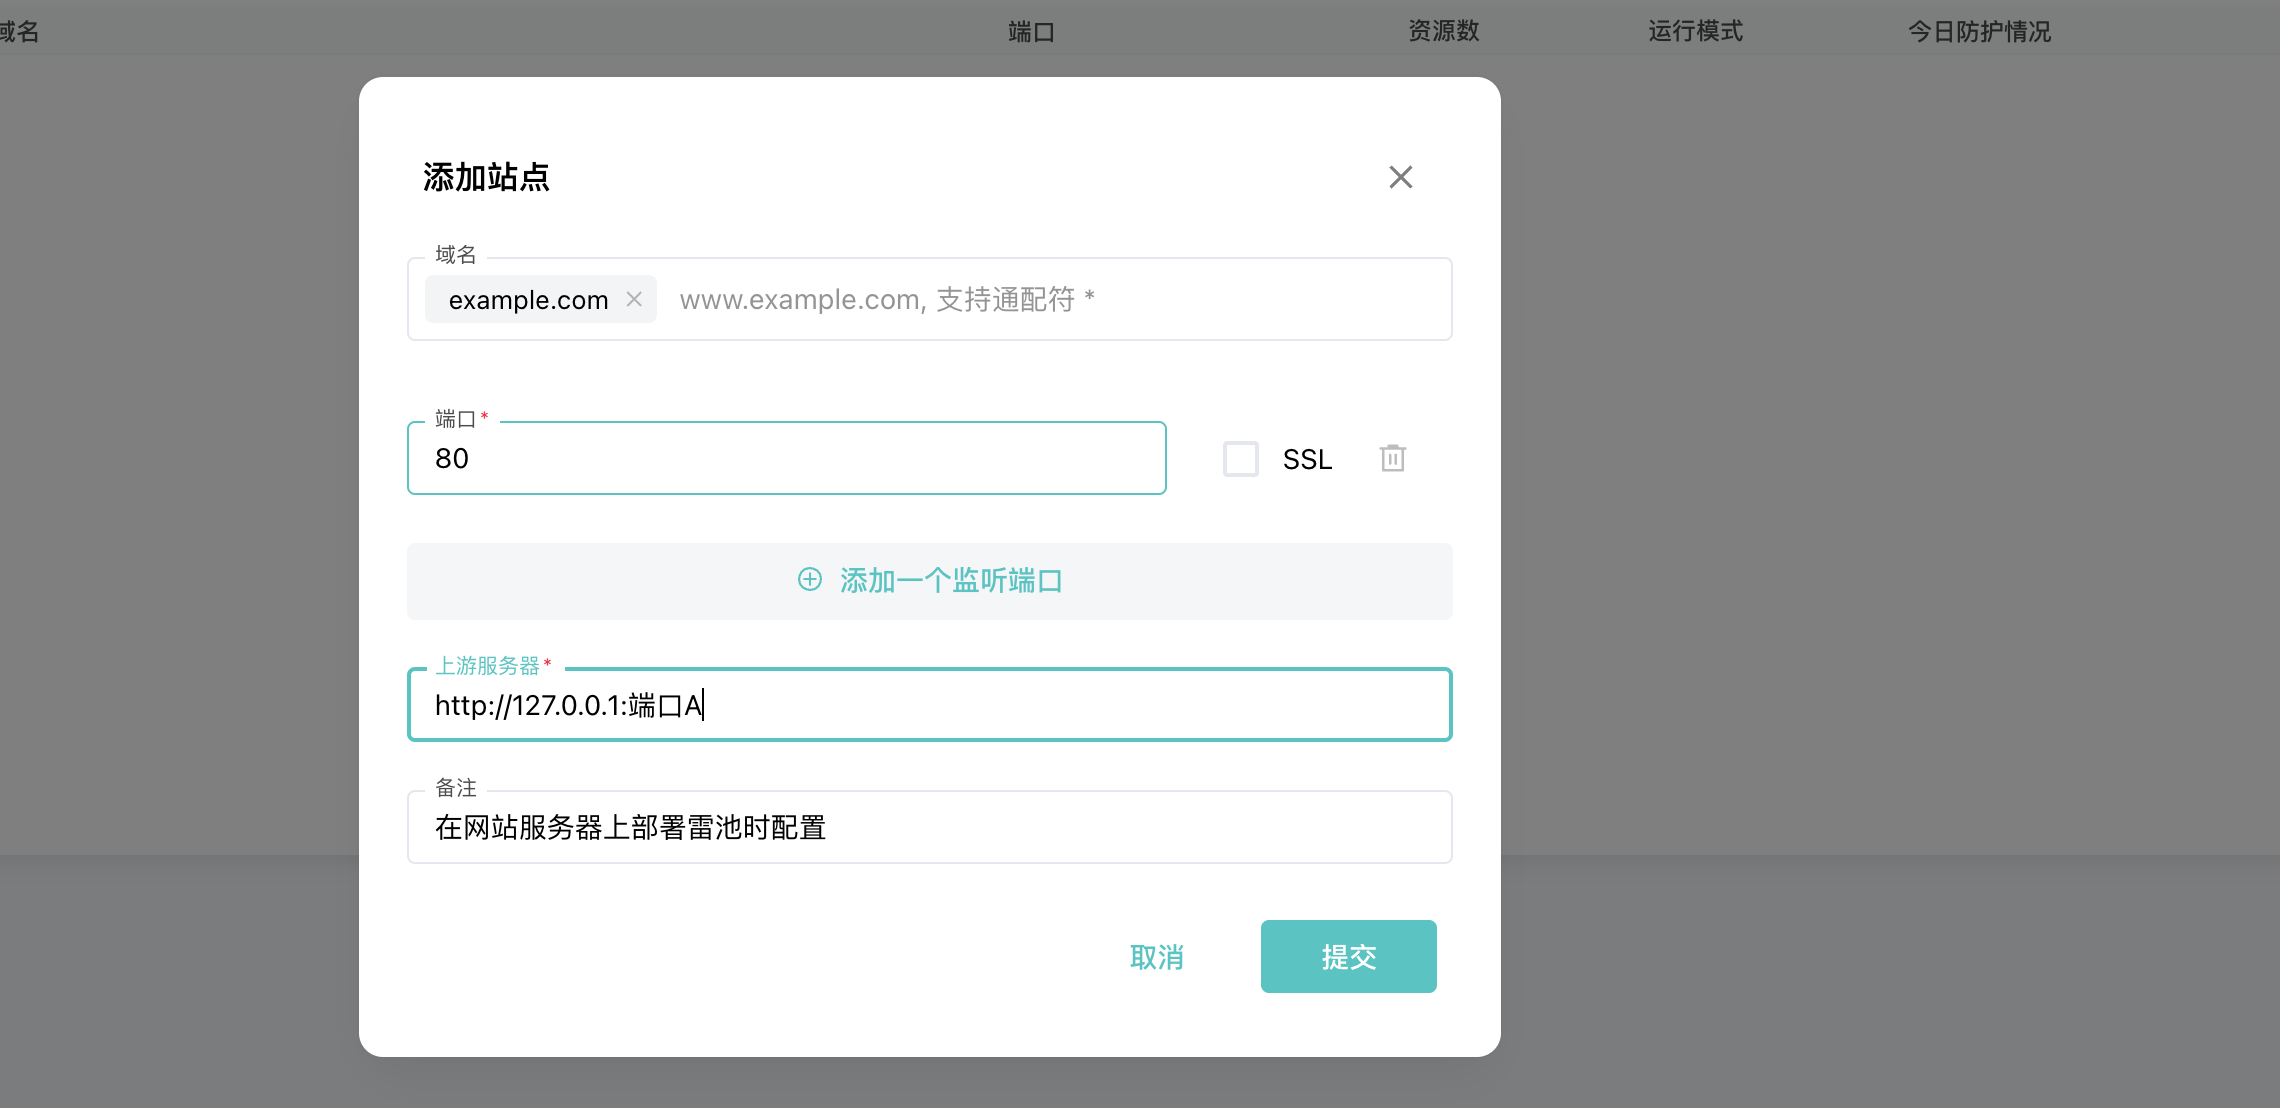 域名 端口 资源数 运行模式 今日防护情况
添加站点
域名
example.com www.example.com, 支持通配符 *
端口 *
80 SSL
添加一个监听端口
上游服务器 *
http://127.0.0.1:端口A
备注
在网站服务器上部署雷池时配置
取消 提交